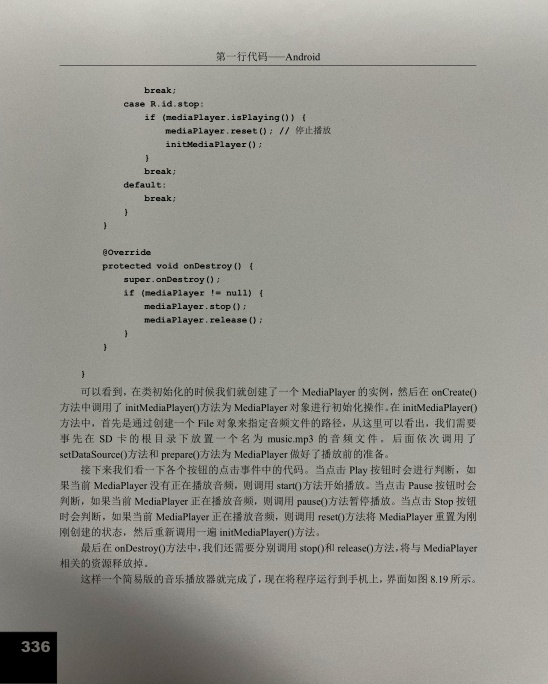 第一行代码——Android
break;
case R.id.stop:
if (mediaPlayer.isPlaying()) {
mediaPlayer.reset(); // 停止播放
initMediaPlayer();
}
break;
default:
break;
}
}
@Override
protected void onDestroy() {
super.onDestroy();
if (mediaPlayer != null) {
mediaPlayer.stop();
mediaPlayer.release();
}
}
}
可以看到，在类初始化的时候我们就创建了一个 MediaPlayer 的实例，然后在 onCreate()
方法中调用了 initMediaPlayer()方法为 MediaPlayer 对象进行初始化操作。在 initMediaPlayer()
方法中，首先是通过创建一个 File 对象来指定音频文件的路径，从这里可以看出，我们需要
事先在 SD 卡的根目录下放置一个名为 music.mp3 的音频文件。后面依次调用了
setDataSource()方法和 prepare()方法为 MediaPlayer 做好了播放前的准备。
接下来我们看一下各个按钮的点击事件中的代码。当点击 Play 按钮时会进行判断，如
果当前 MediaPlayer 没有正在播放音频，则调用 start()方法开始播放。当点击 Pause 按钮时会
判断，如果当前 MediaPlayer 正在播放音频，则调用 pause()方法暂停播放。当点击 Stop 按钮
时会判断，如果当前 MediaPlayer 正在播放音频，则调用 reset()方法将 MediaPlayer 重置为刚
刚创建的状态，然后重新调用一遍 initMediaPlayer()方法。
最后在 onDestroy()方法中，我们还需要分别调用 stop()和 release()方法，将与 MediaPlayer
相关的资源释放掉。
这样一个简易版的音乐播放器就完成了，现在将程序运行到手机上，界面如图 8.19 所示。
336